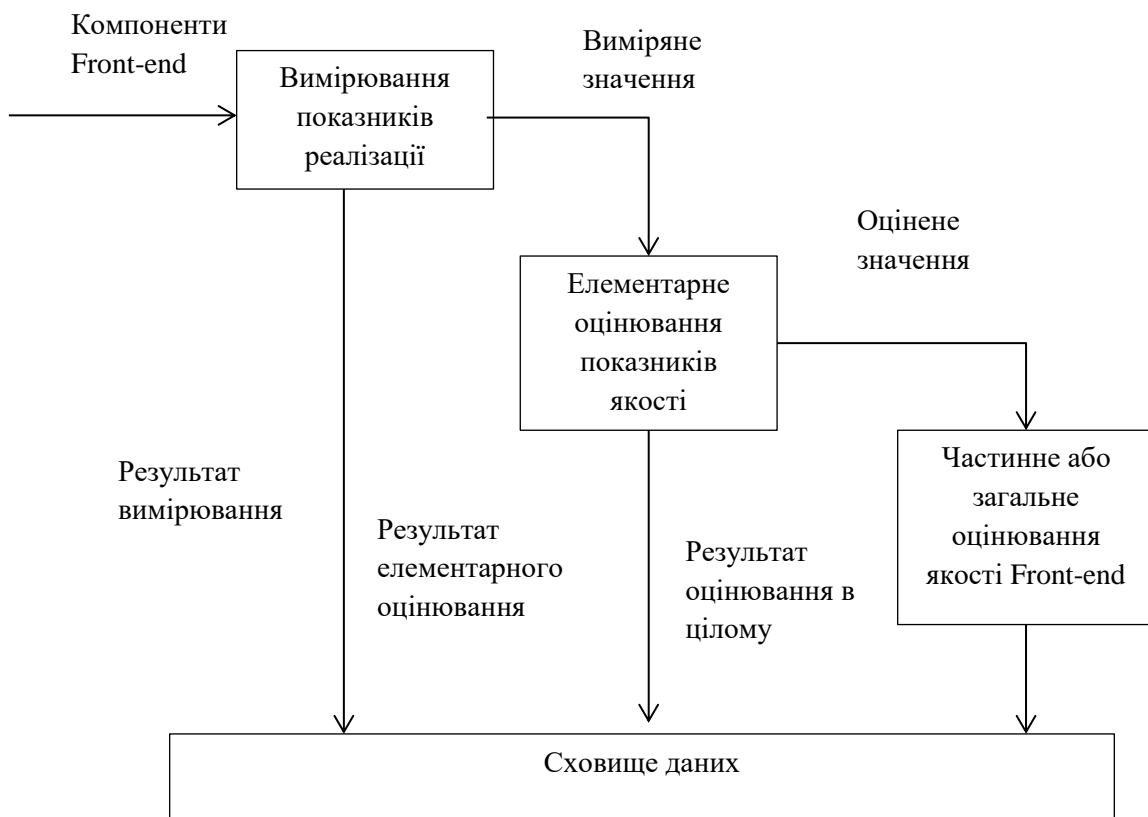 Компоненти
Front-end
Вимірювання
показників
реалізації
Виміряне
значення
Елементарне
оцінювання
показників
якості
Оцінене
значення
Частинне або
загальне
оцінювання
якості Front-end
Результат
вимірювання
Результат
елементарного
оцінювання
Результат
оцінювання в
цілому
Сховище даних